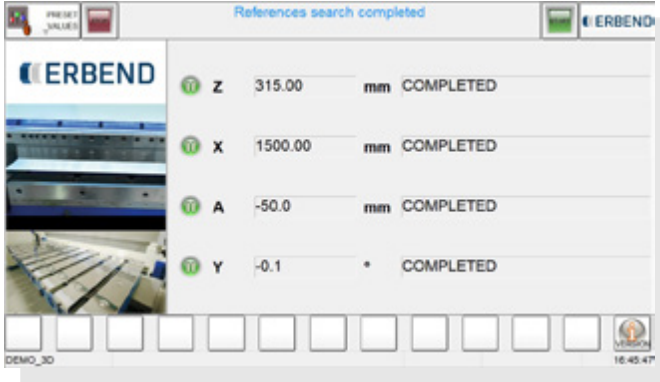 PRESET
VALUES
References search completed
ERBEND
ERBEND
Z 315.00 mm COMPLETED
X 1500.00 mm COMPLETED
A -50.0 mm COMPLETED
Y -0.1 ° COMPLETED
VERSION
DEMO_3D
16:45:47